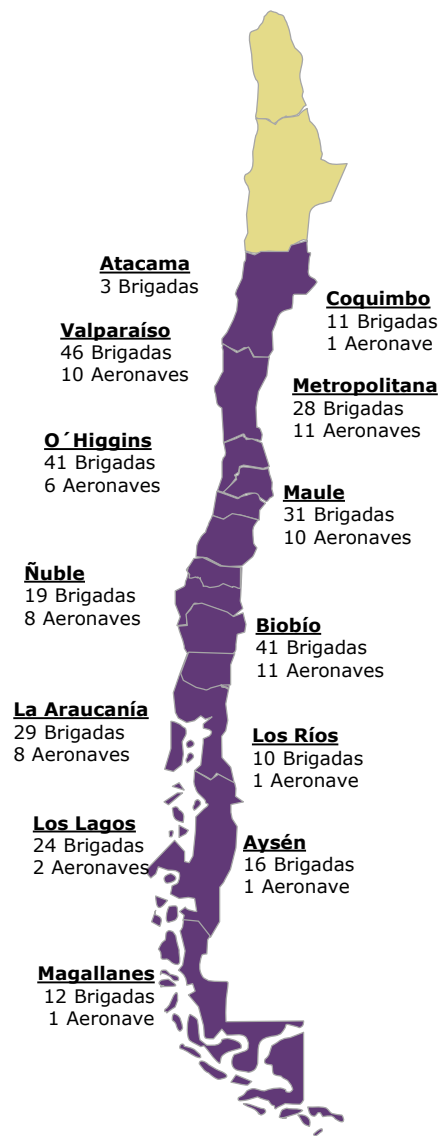 Atacama
3 Brigadas
Coquimbo
11 Brigadas
1 Aeronave
Valparaíso
46 Brigadas
10 Aeronaves
Metropolitana
28 Brigadas
11 Aeronaves
O´Higgins
41 Brigadas
6 Aeronaves
Maule
31 Brigadas
10 Aeronaves
Ñuble
19 Brigadas
8 Aeronaves
Biobío
41 Brigadas
11 Aeronaves
La Araucanía
29 Brigadas
8 Aeronaves
Los Ríos
10 Brigadas
1 Aeronave
Los Lagos
24 Brigadas
2 Aeronaves
Aysén
16 Brigadas
1 Aeronave
Magallanes
12 Brigadas
1 Aeronave